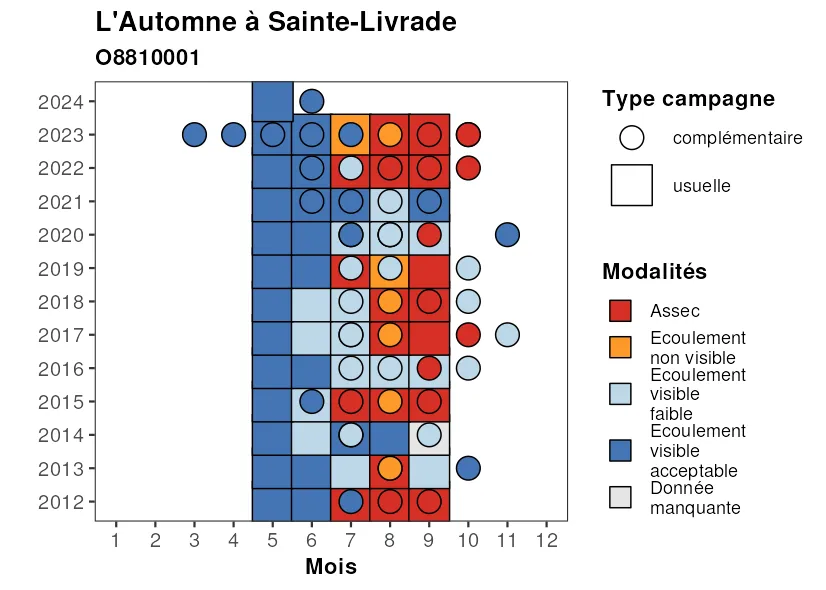 L'Automne à Sainte-Livrade
O8810001
2024
2023
2022
2021
2020
2019
2018
2017
2016
2015
2014
2013
2012
1 2 3 4 5 6 7 8 9 10 11 12
Mois
Type campagne
complémentaire
usuelle
Modalités
Assec
Ecoulement
non visible
Ecoulement
visible
faible
Ecoulement
visible
acceptable
Donnée
manquante